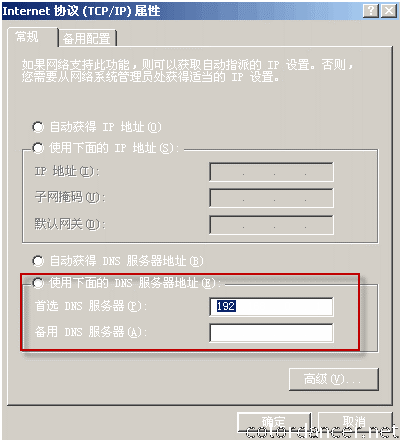 Internet 协议 (TCP/IP) 属性
常规 备用配置
如果网络支持此功能，则可以获取自动指派的 IP 设置。否则，
您需要从网络系统管理员处获得适当的 IP 设置。
自动获得 IP 地址(O)
使用下面的 IP 地址(S):
IP 地址(I):
子网掩码(U):
默认网关(D):
自动获得 DNS 服务器地址(B)
使用下面的 DNS 服务器地址(E):
首选 DNS 服务器(P): 192
备用 DNS 服务器(A):
高级(V)...
确定 取消
colordancer.net